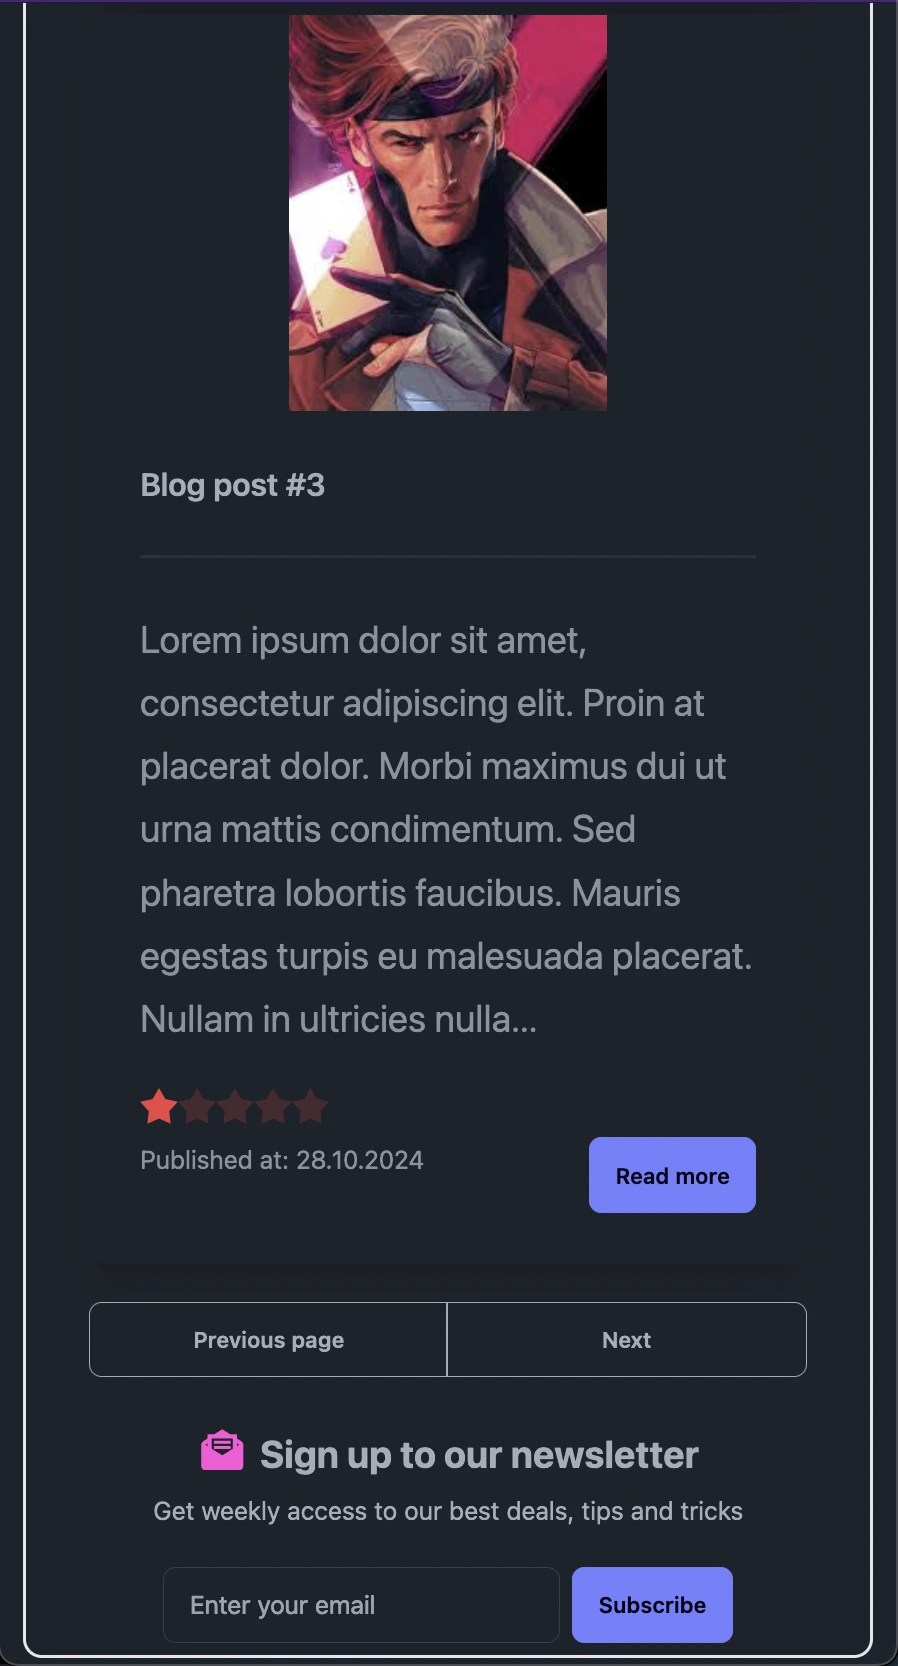 Blog post #3
Lorem ipsum dolor sit amet,
consectetur adipiscing elit. Proin at
placerat dolor. Morbi maximus dui ut
urna mattis condimentum. Sed
pharetra lobortis faucibus. Mauris
egestas turpis eu malesuada placerat.
Nullam in ultricies nulla...
Published at: 28.10.2024
Read more
Previous page
Next
Sign up to our newsletter
Get weekly access to our best deals, tips and tricks
Enter your email
Subscribe